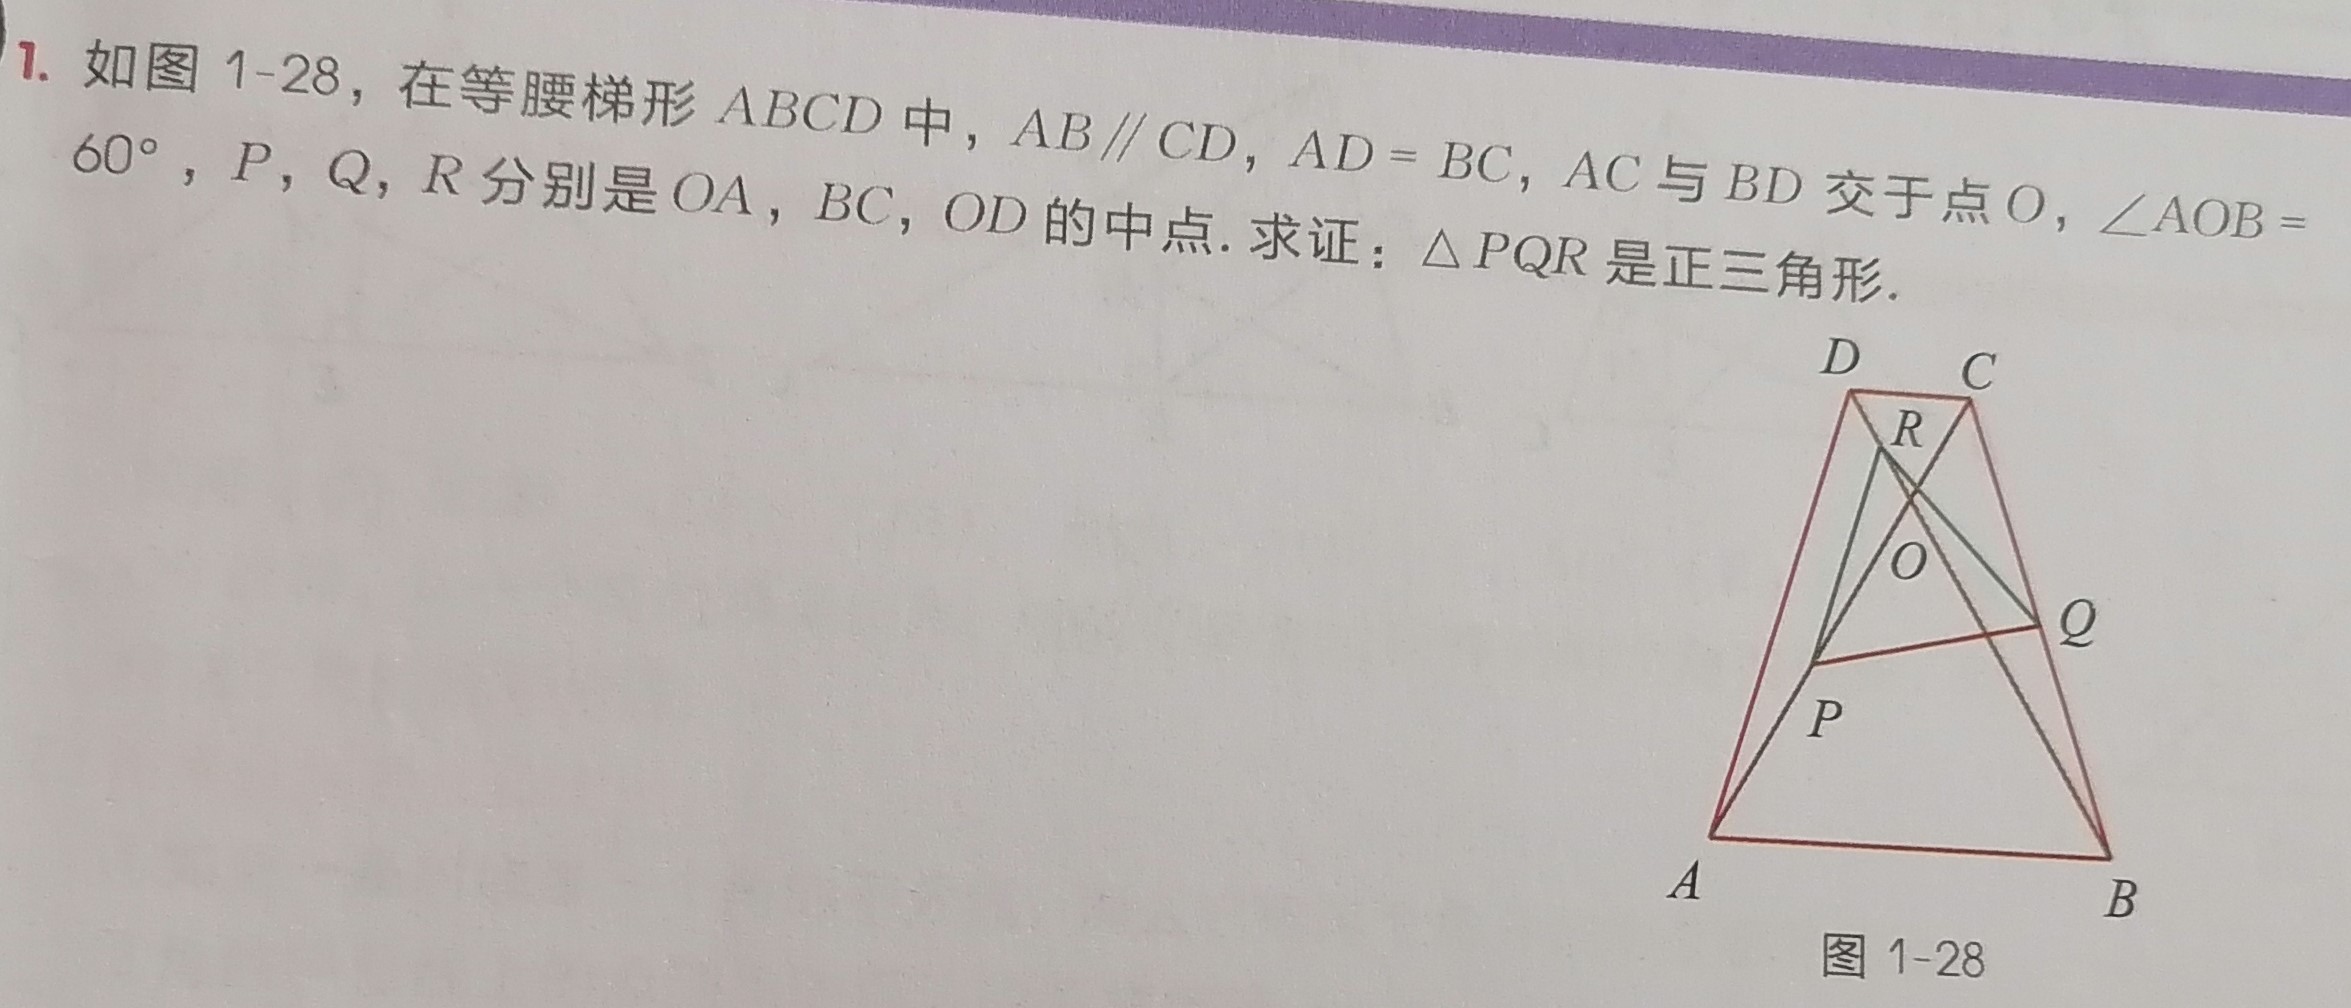 1. 如图 1-28，在等腰梯形 ABCD 中，AB∥CD，AD = BC，AC 与 BD 交于点 O，∠AOB =
60°，P，Q，R 分别是 OA，BC，OD 的中点. 求证：△PQR 是正三角形.
D C
R
O
Q
P
A
B
图 1-28